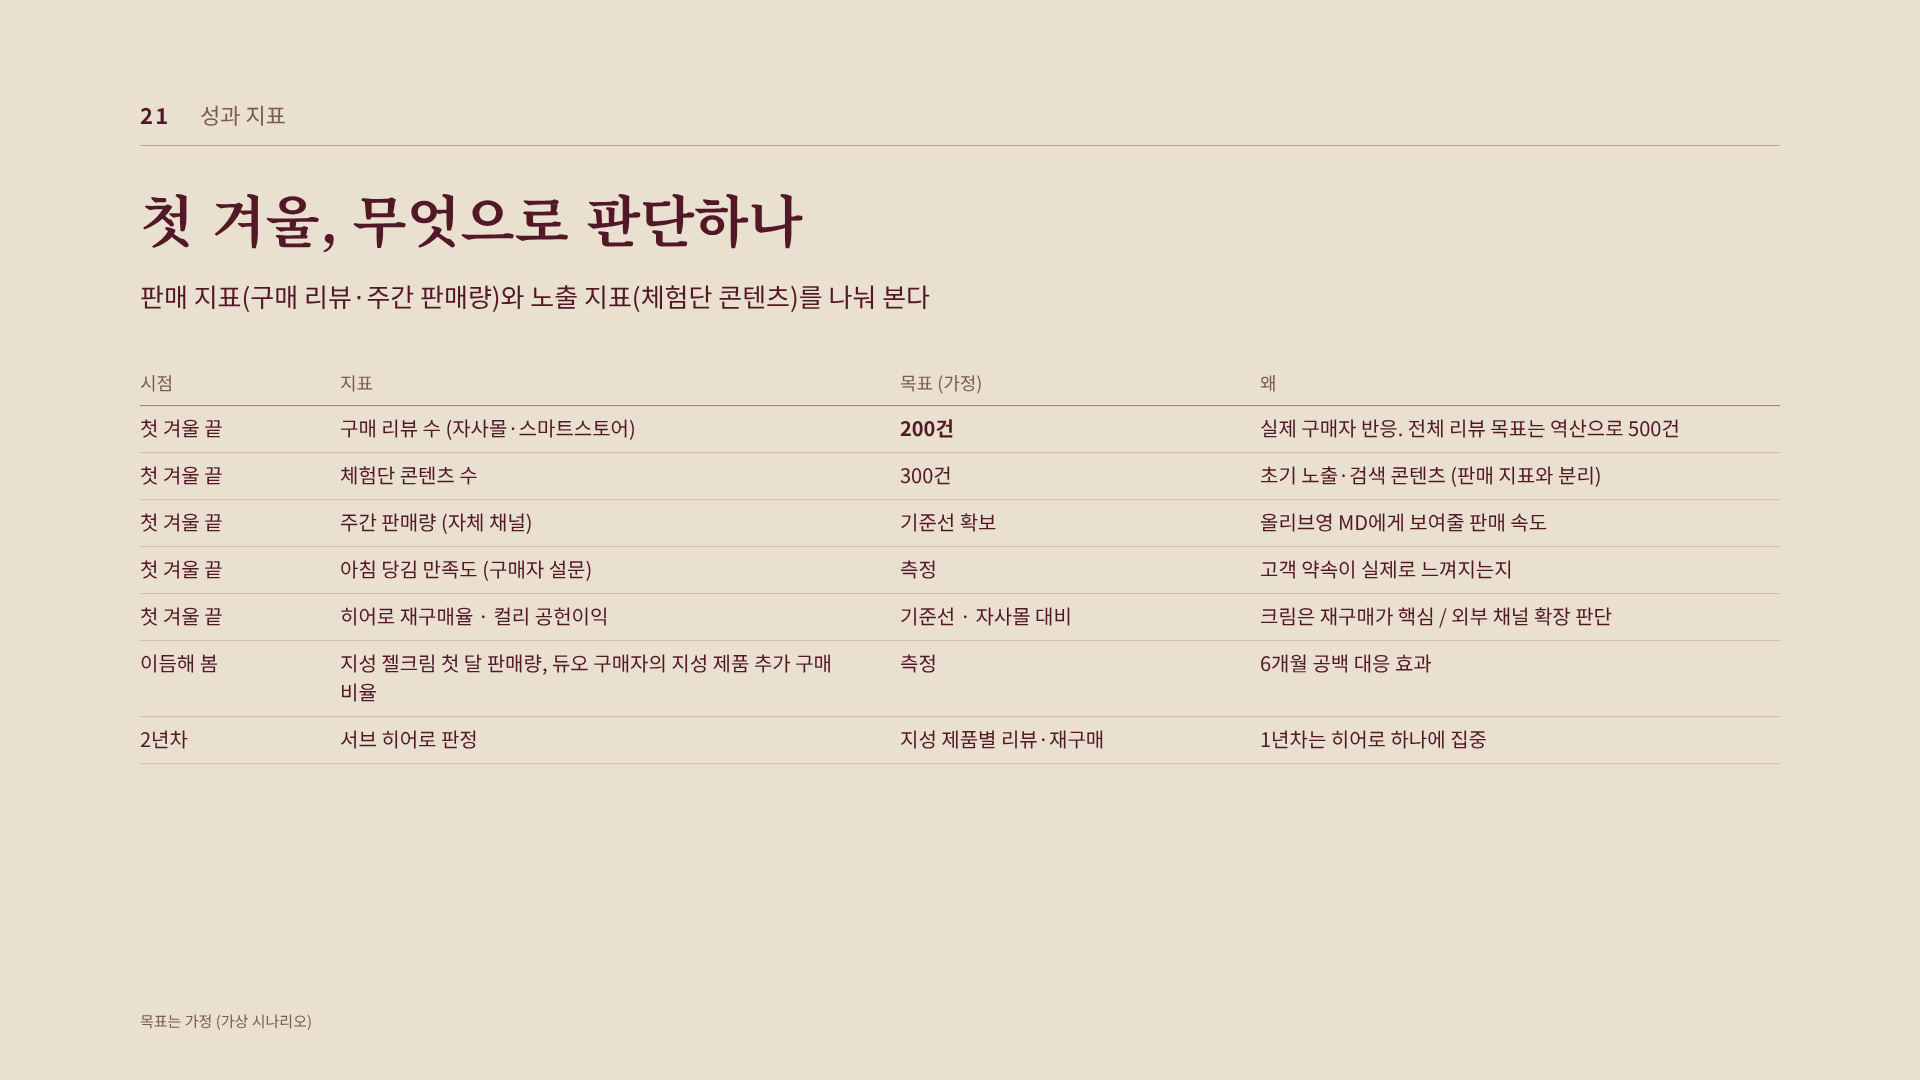 21 성과 지표
첫 겨울, 무엇으로 판단하나
판매 지표(구매 리뷰·주간 판매량)와 노출 지표(체험단 콘텐츠)를 나눠 본다
시점 지표 목표 (가정) 왜
첫 겨울 끝 구매 리뷰 수 (자사몰·스마트스토어) 200건 실제 구매자 반응. 전체 리뷰 목표는 역산으로 500건
첫 겨울 끝 체험단 콘텐츠 수 300건 초기 노출·검색 콘텐츠 (판매 지표와 분리)
첫 겨울 끝 주간 판매량 (자체 채널) 기준선 확보 올리브영 MD에게 보여줄 판매 속도
첫 겨울 끝 아침 당김 만족도 (구매자 설문) 측정 고객 약속이 실제로 느껴지는지
첫 겨울 끝 히어로 재구매율 · 컬리 공헌이익 기준선 · 자사몰 대비 크림은 재구매가 핵심 / 외부 채널 확장 판단
이듬해 봄 지성 젤크림 첫 달 판매량, 듀오 구매자의 지성 제품 추가 구매 측정 6개월 공백 대응 효과
비율
2년차 서브 히어로 판정 지성 제품별 리뷰·재구매 1년차는 히어로 하나에 집중
목표는 가정 (가상 시나리오)